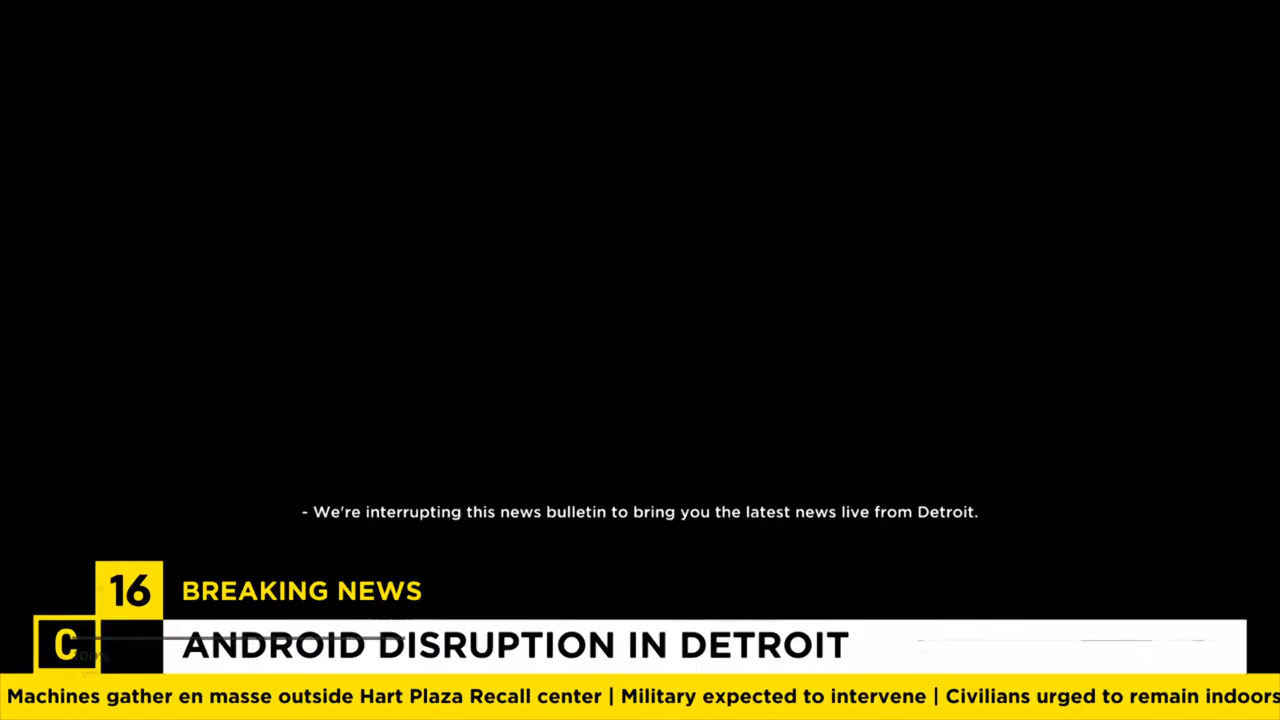 - We're interrupting this news bulletin to bring you the latest news live from Detroit.
16 BREAKING NEWS
C ANDROID DISRUPTION IN DETROIT
Machines gather en masse outside Hart Plaza Recall center | Military expected to intervene | Civilians urged to remain indoors